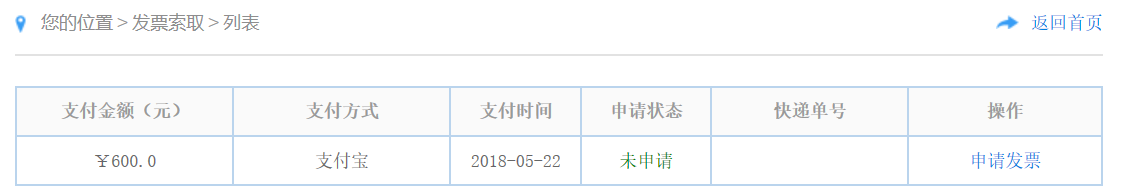 您的位置 > 发票索取 > 列表 返回首页
支付金额（元） 支付方式 支付时间 申请状态 快递单号 操作
￥600.0 支付宝 2018-05-22 未申请 申请发票